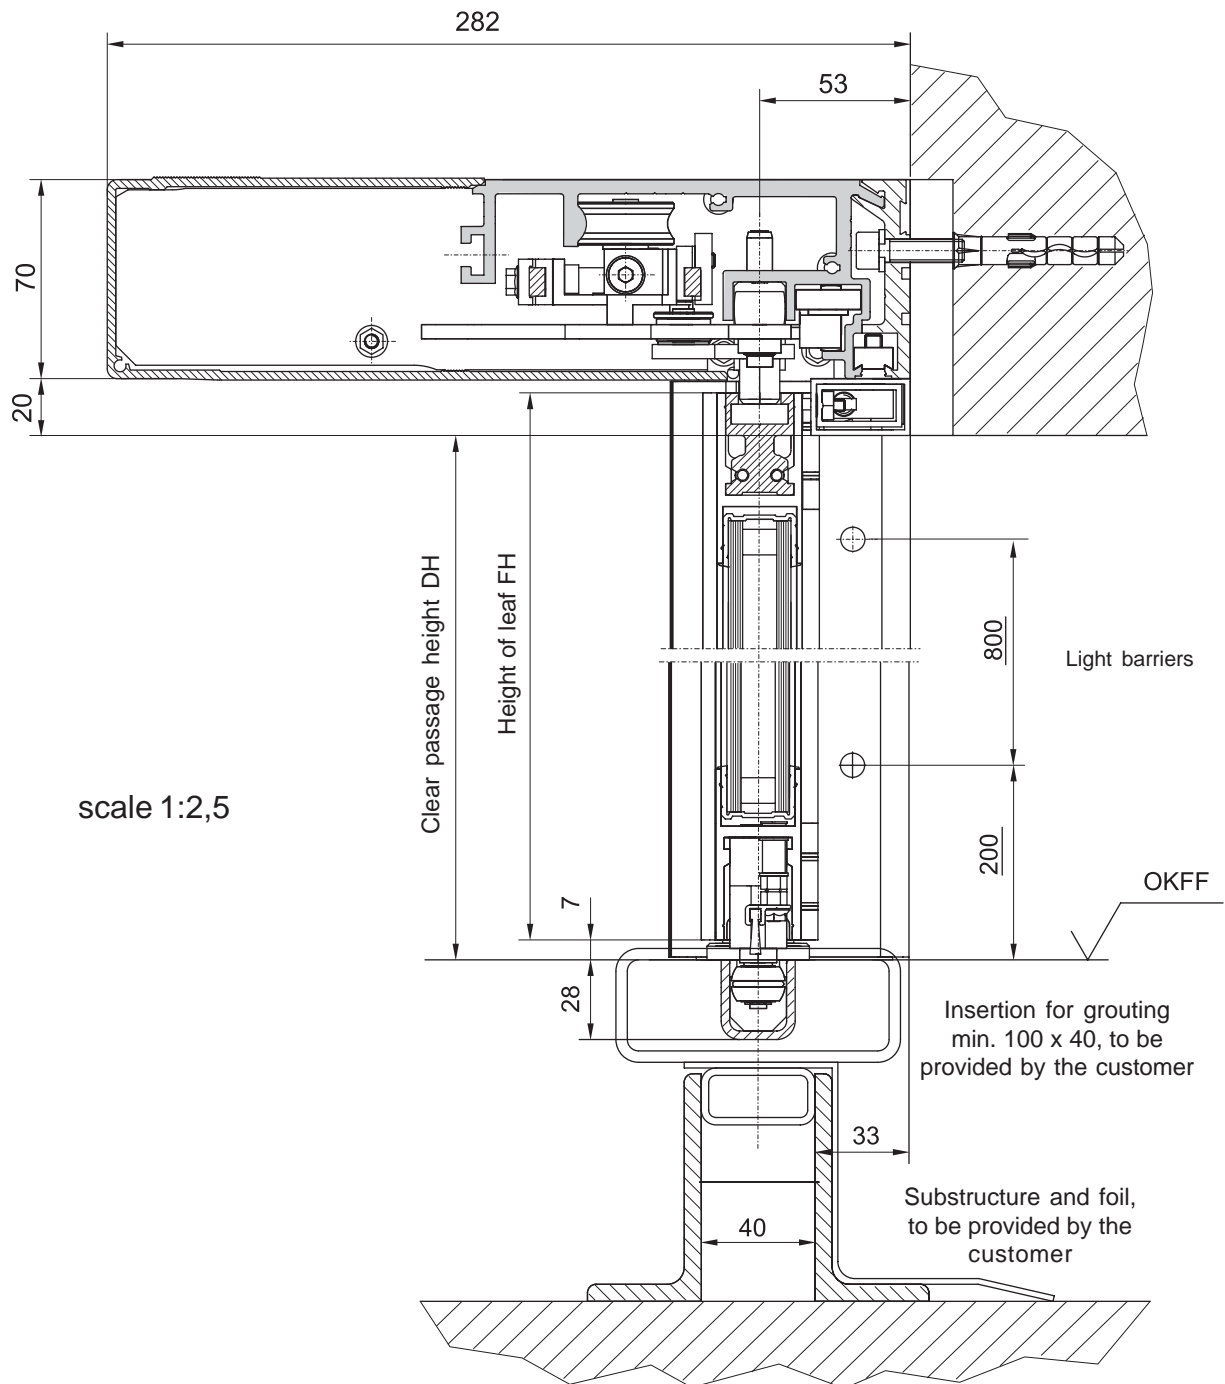 282
53
70
20
Clear passage height DH
Height of leaf FH
800
Light barriers
scale 1:2,5
200
OKFF
7
28
Insertion for grouting
min. 100 x 40, to be
provided by the customer
33
Substructure and foil,
to be provided by the
customer
40